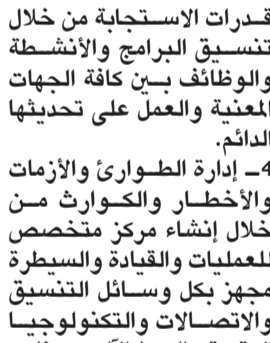 قدرات الاستجابة من خلال
تنسيق البرامج والأنشطة
والوظائف بين كافة الجهات
المعنية والعمل على تحديثها
الدائم.
4ـ إدارة الطوارئ والأزمات
والأخطار والكوارث من
خلال إنشاء مركز متخصص
للعمليات والقيادة والسيطرة
مجهز بكل وسائل التنسيق
والاتصالات والتكنولوجيا